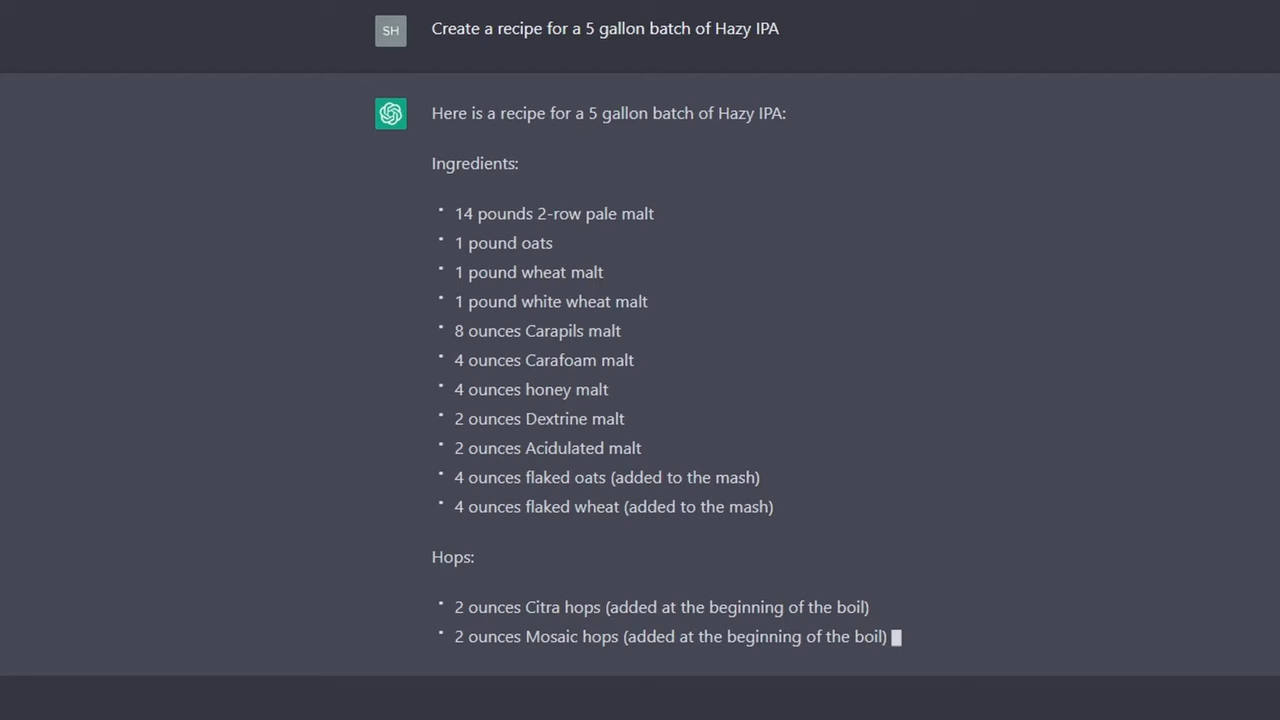 SH
Create a recipe for a 5 gallon batch of Hazy IPA
Here is a recipe for a 5 gallon batch of Hazy IPA:
Ingredients:
• 14 pounds 2-row pale malt
• 1 pound oats
• 1 pound wheat malt
• 1 pound white wheat malt
• 8 ounces Carapils malt
• 4 ounces Carafoam malt
• 4 ounces honey malt
• 2 ounces Dextrine malt
• 2 ounces Acidulated malt
• 4 ounces flaked oats (added to the mash)
• 4 ounces flaked wheat (added to the mash)
Hops:
• 2 ounces Citra hops (added at the beginning of the boil)
• 2 ounces Mosaic hops (added at the beginning of the boil)